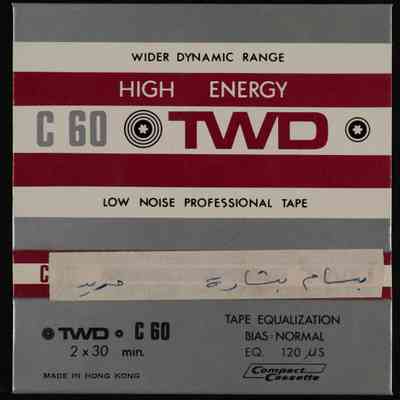 WIDER DYNAMIC RANGE
HIGH ENERGY
C 60 TWD
LOW NOISE PROFESSIONAL TAPE
بسام بشارة
TWD C 60
2 x 30 min.
MADE IN HONG KONG
TAPE EQUALIZATION
BIAS-NORMAL
EQ. 120 µS
Compact Cassette